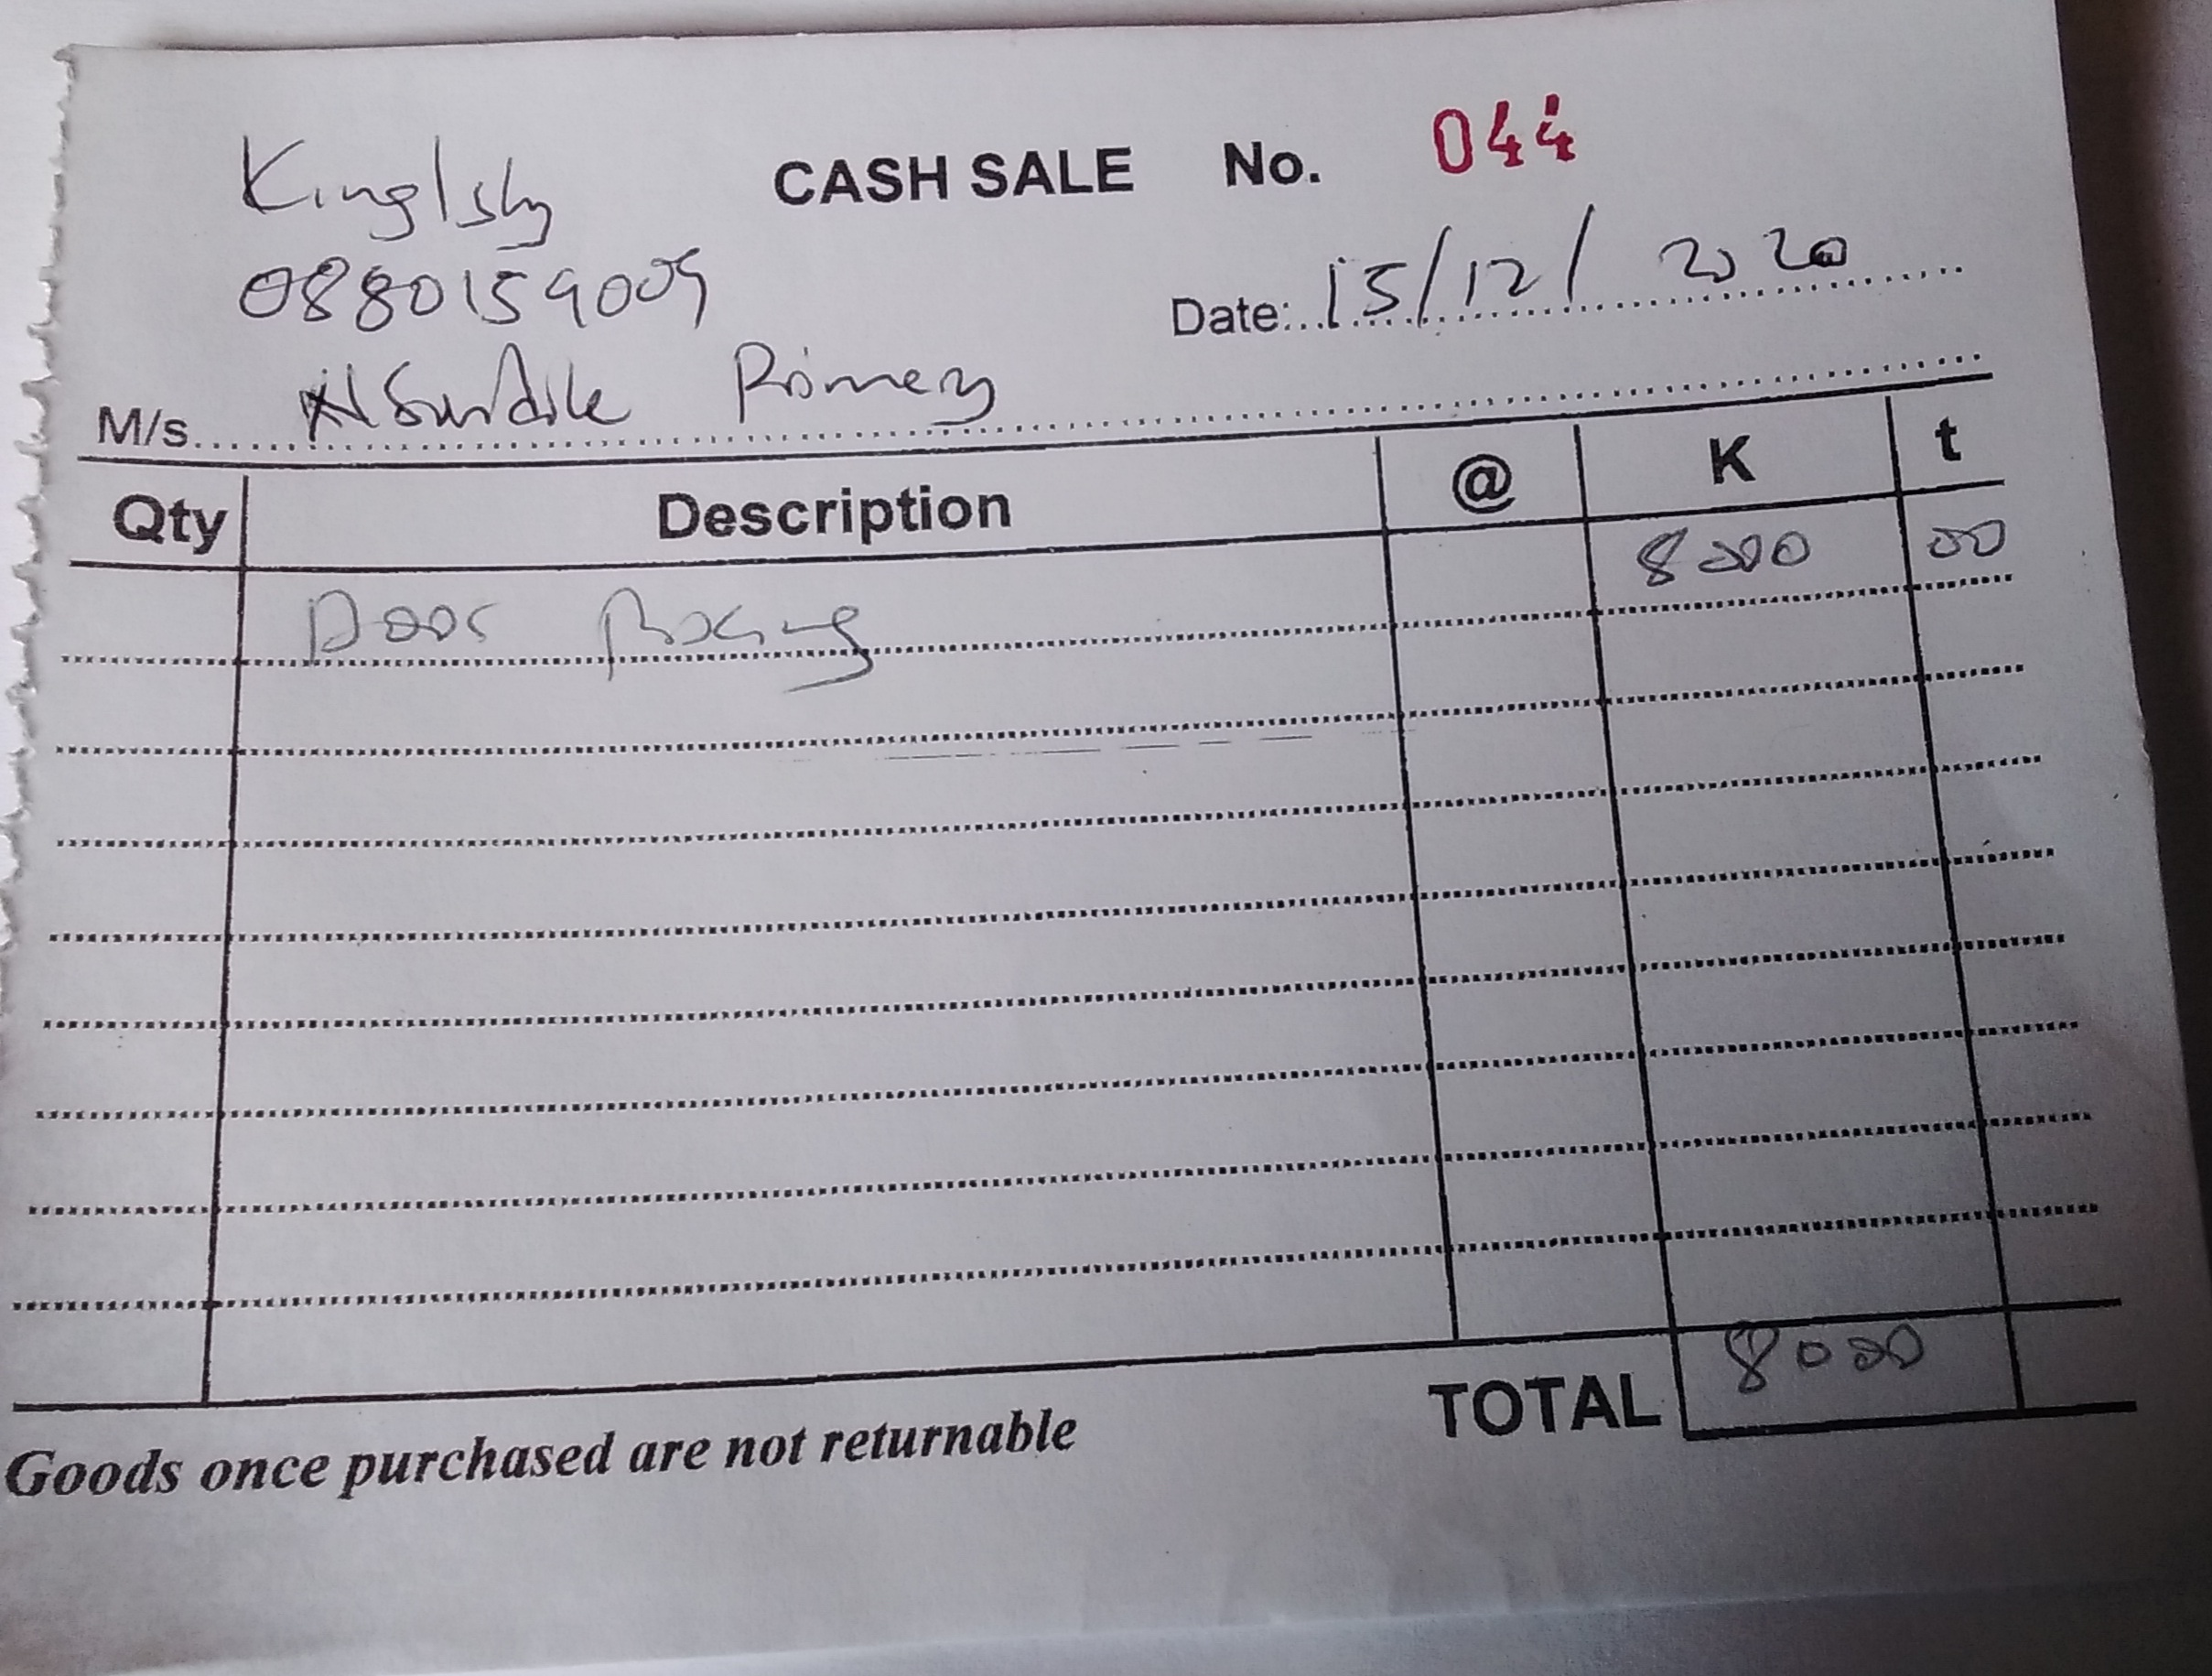 CASH SALE No. 044
Kinglsly
0880159009
Date: 15/12/2020
M/s.
Qty Description @ K t
Door 8000 00
TOTAL 8000
Goods once purchased are not returnable